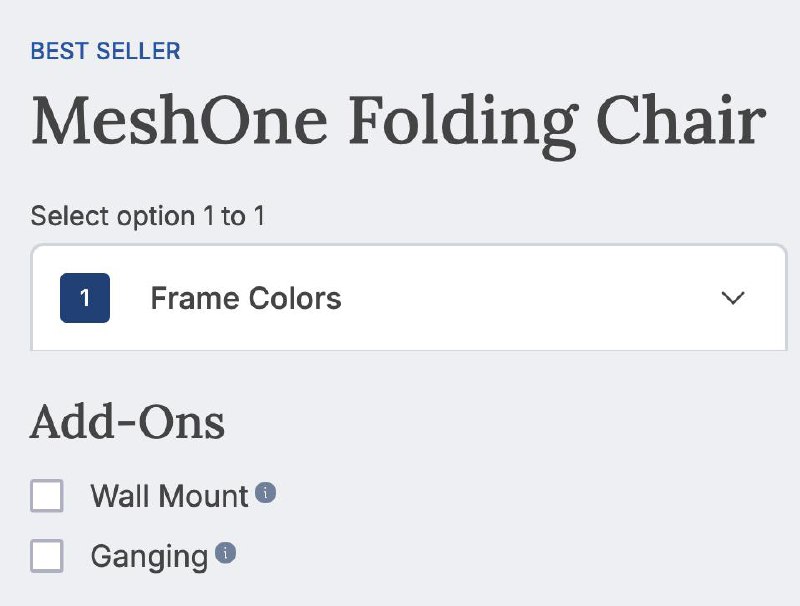 BEST SELLER
MeshOne Folding Chair
Select option 1 to 1
1 Frame Colors
Add-Ons
Wall Mount i
Ganging i